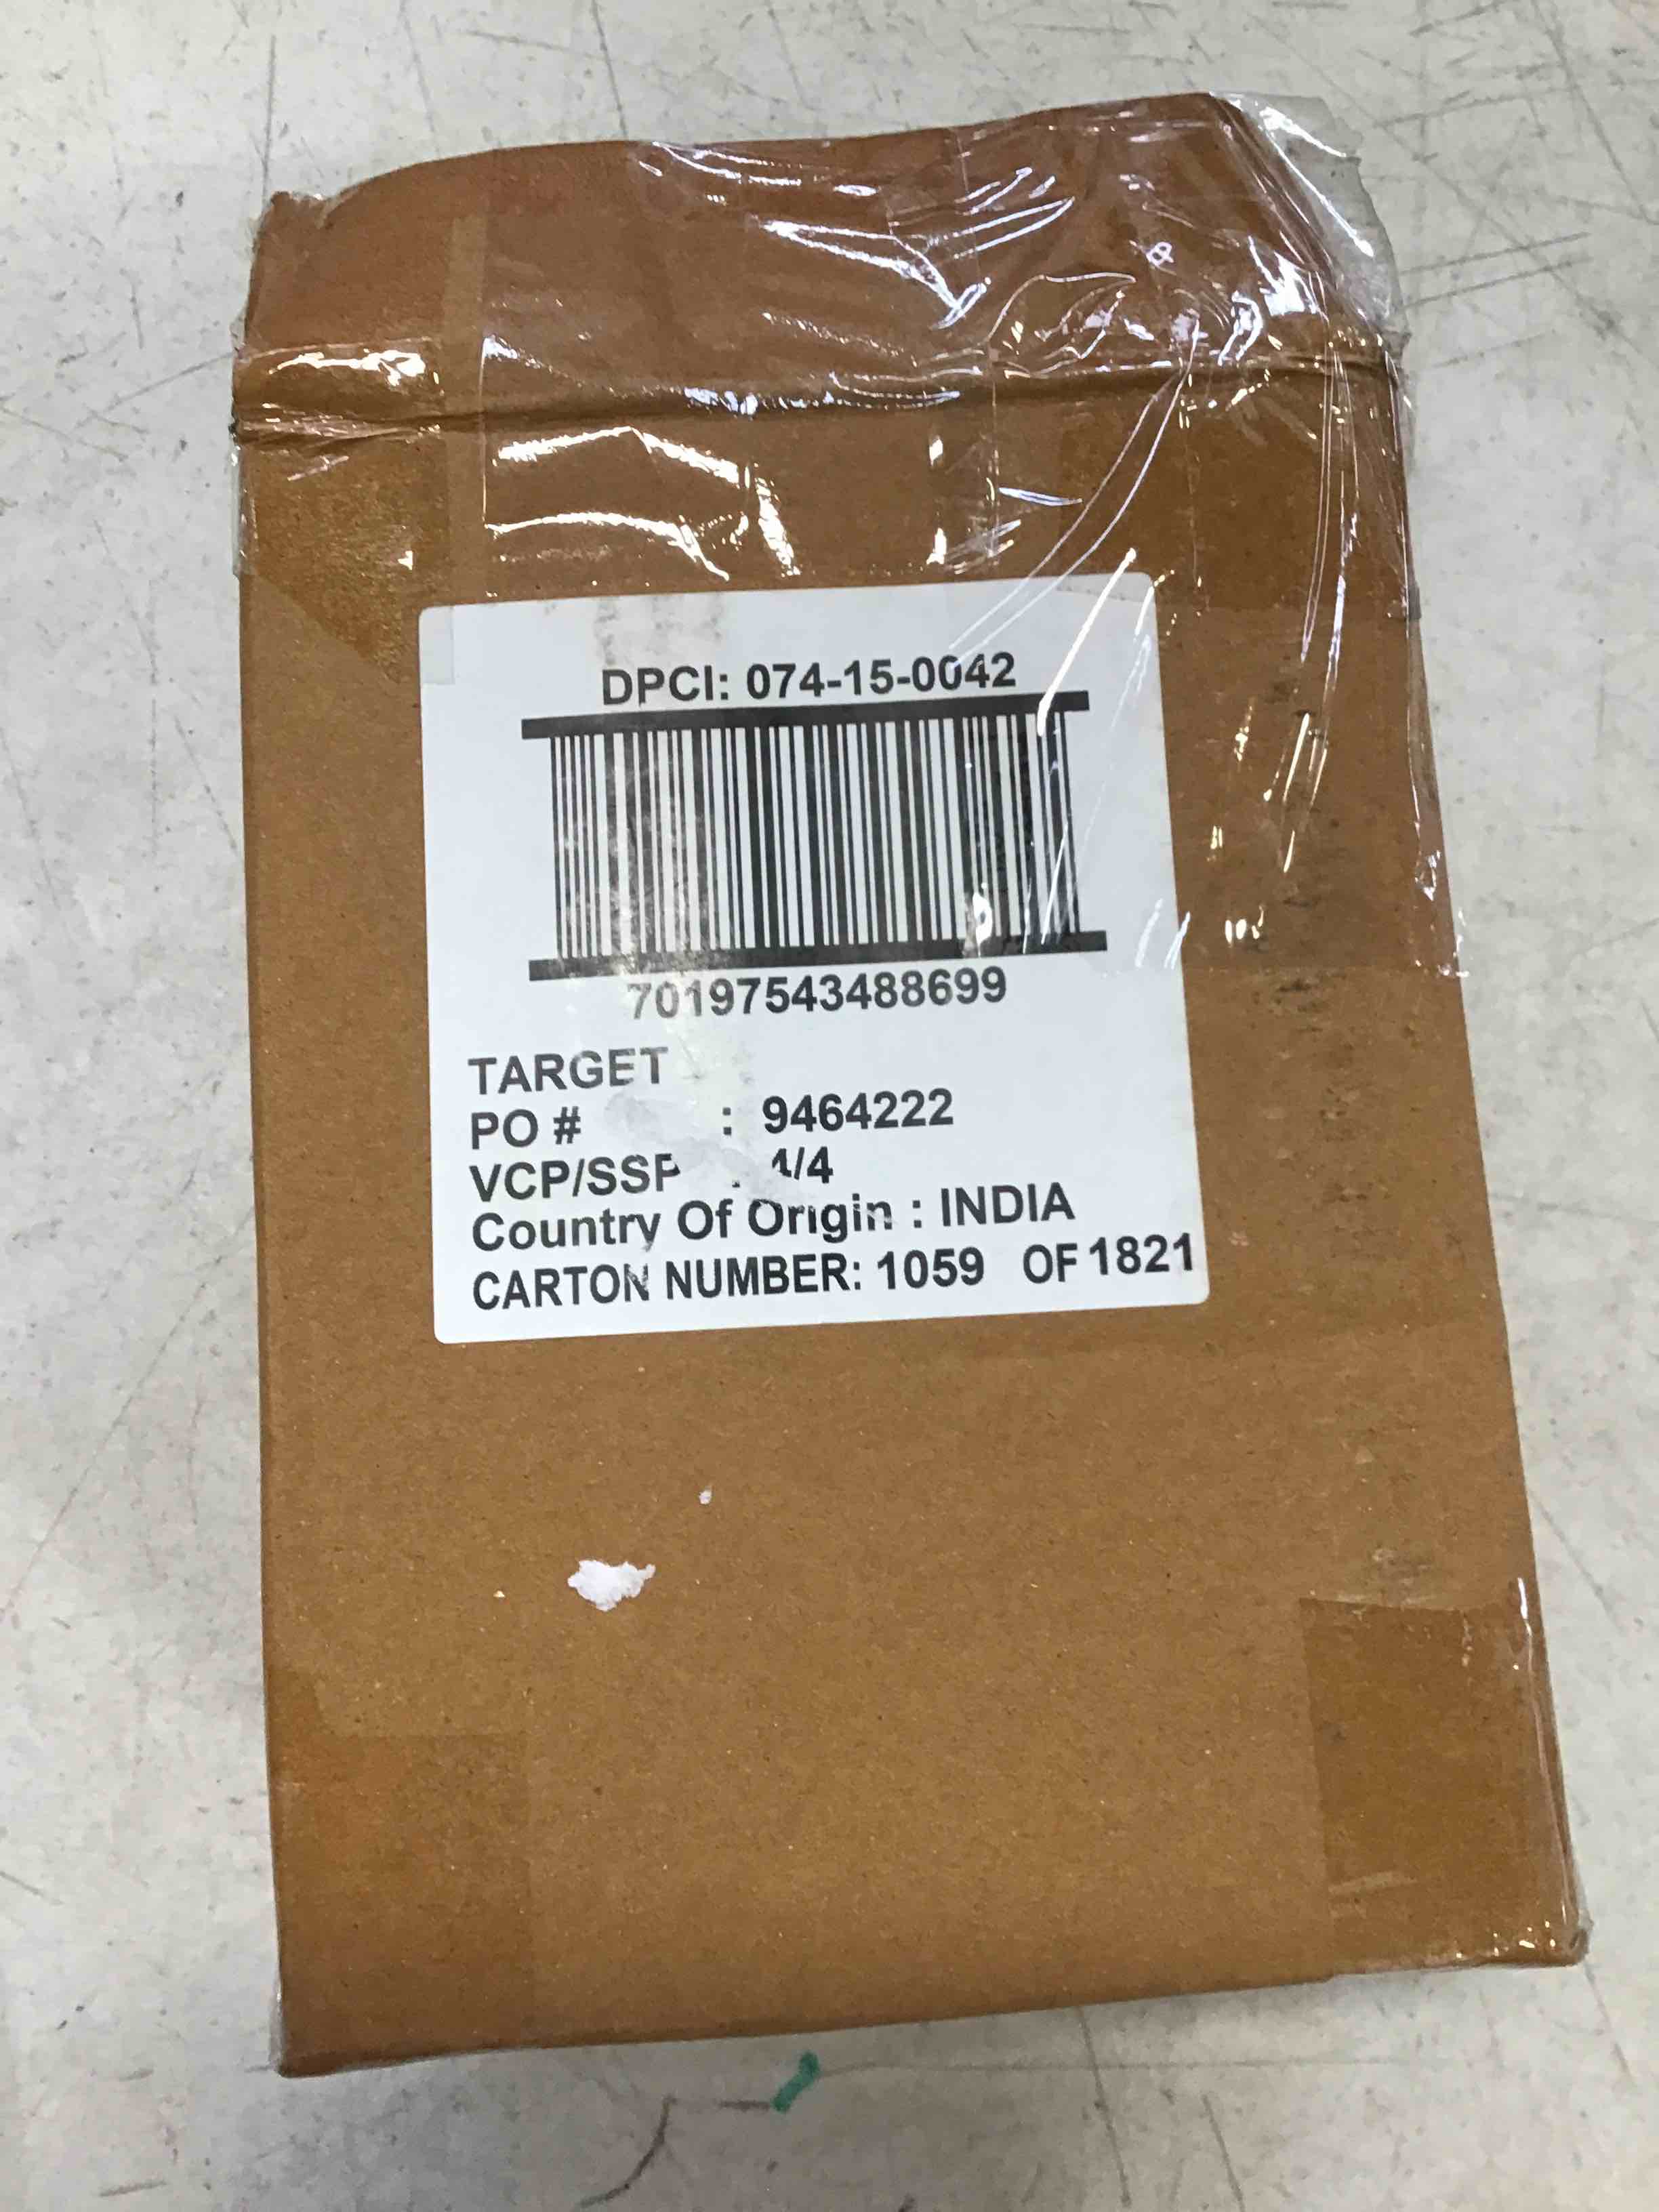 DPCI: 074-15-0042
70197543488699
TARGET
PO # : 9464222
VCP/SSP : 4/4
Country Of Origin : INDIA
CARTON NUMBER: 1059 OF 1821